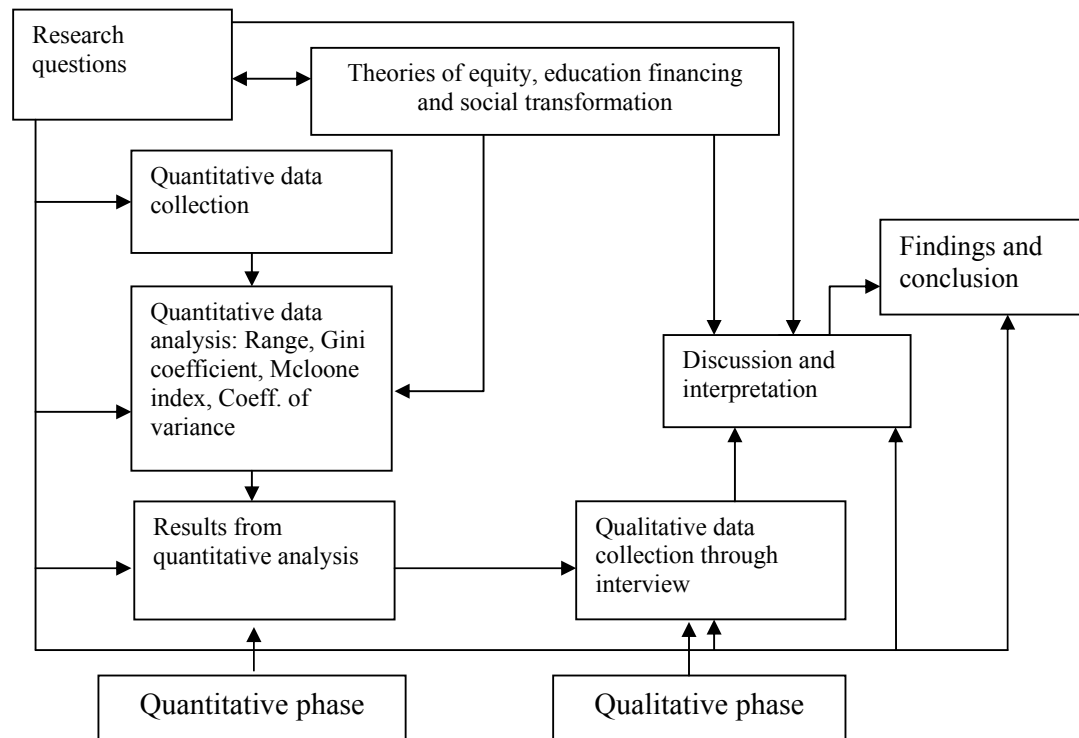 Research
questions
Theories of equity, education financing
and social transformation
Quantitative data
collection
Quantitative data
analysis: Range, Gini
coefficient, Mcloone
index, Coeff. of
variance
Findings and
conclusion
Discussion and
interpretation
Results from
quantitative analysis
Qualitative data
collection through
interview
Quantitative phase
Qualitative phase